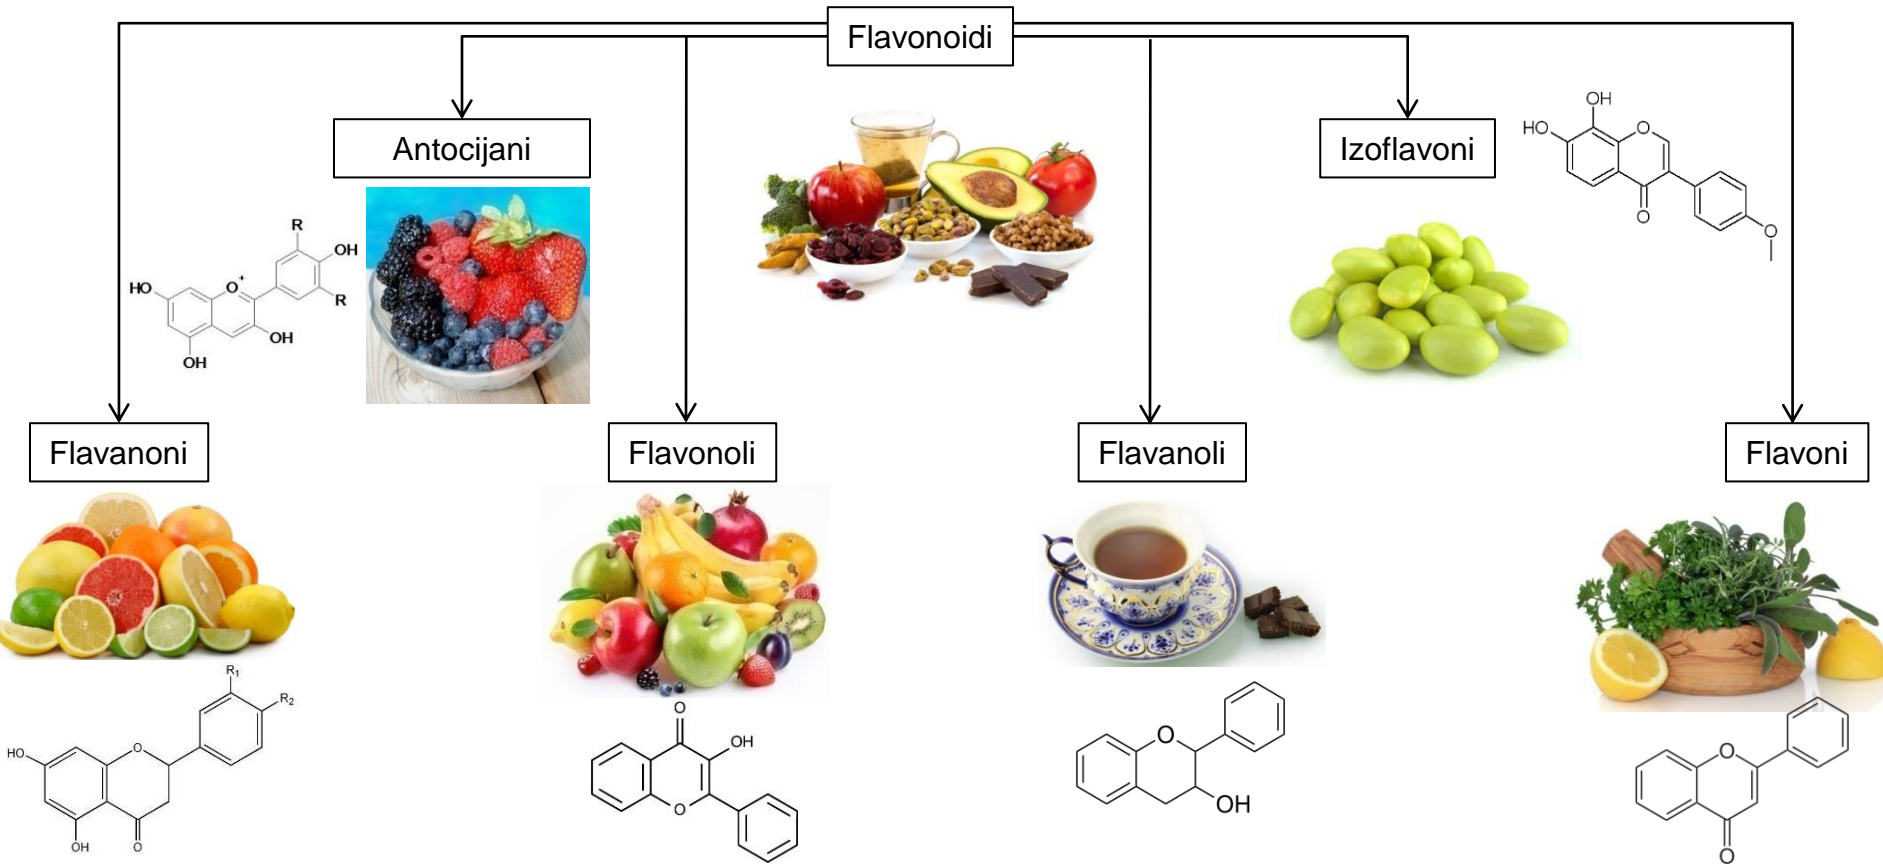 Flavonoidi
Antocijani
Izoflavoni
OH
HO
O
O
O
R
OH
HO
O+
R
OH
OH
Flavanoni
Flavonoli
Flavanoli
Flavoni
R1
R2
HO
O
OH
O
O
OH
O
O
OH
O
O